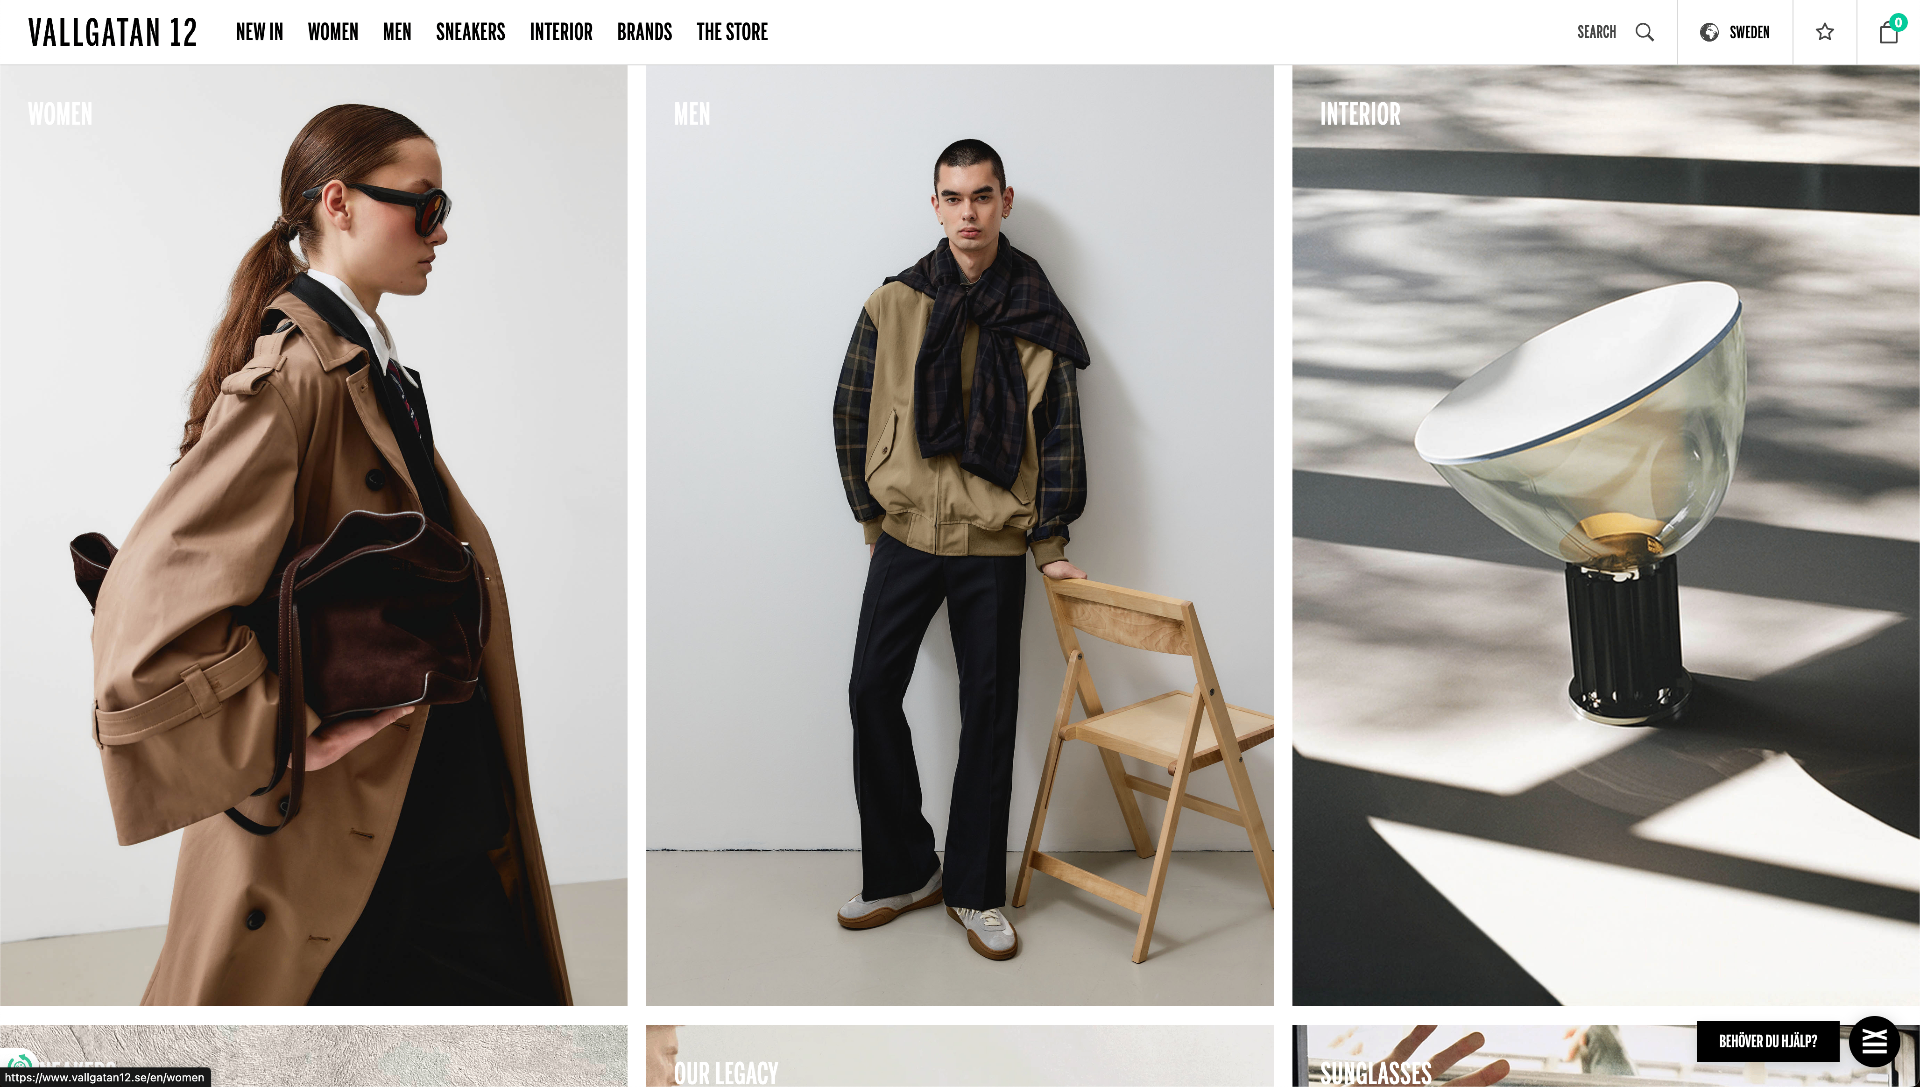 VALLGATAN 12
NEW IN
WOMEN
MEN
SNEAKERS
INTERIOR
BRANDS
THE STORE
SEARCH
SWEDEN
0
WOMEN
MEN
INTERIOR
SNEAKERS
OUR LEGACY
SUNGLASSES
BEHÖVER DU HJÄLP?
https://www.vallgatan12.se/en/women